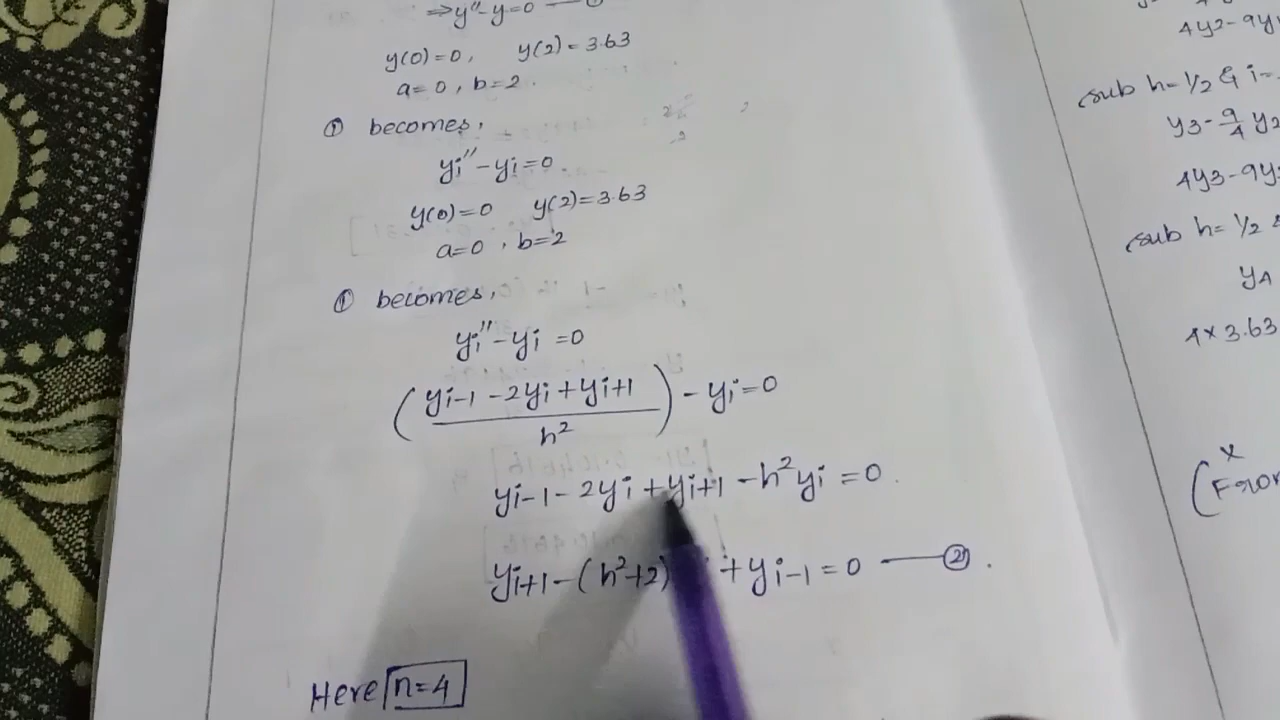 ⇒y''-y=0 —
y(0)=0, y(2)=3.63
a=0, b=2.
① becomes,
yi''-yi=0.
y(0)=0 y(2)=3.63
a=0, b=2
① becomes,
yi''-yi=0
(yi-1 -2yi+yi+1 / h²) - yi=0
yi-1-2yi+yi+1-h²yi=0.
yi+1-(h²+2) +yi-1=0 — ②.
Here n=4
4y2-9y
sub h=1/2 & i=
y3-9/4 y2
4y3-9y
sub h=1/2
y4
4×3.63
x
(From